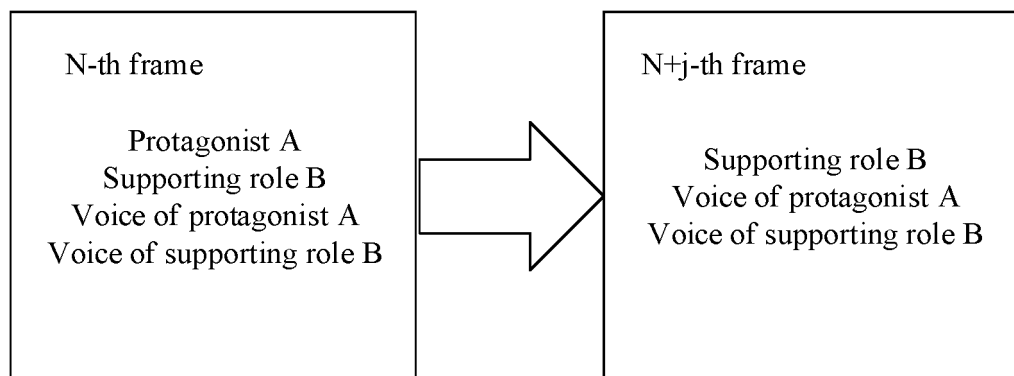 N-th frame
Protagonist A
Supporting role B
Voice of protagonist A
Voice of supporting role B
N+j-th frame
Supporting role B
Voice of protagonist A
Voice of supporting role B